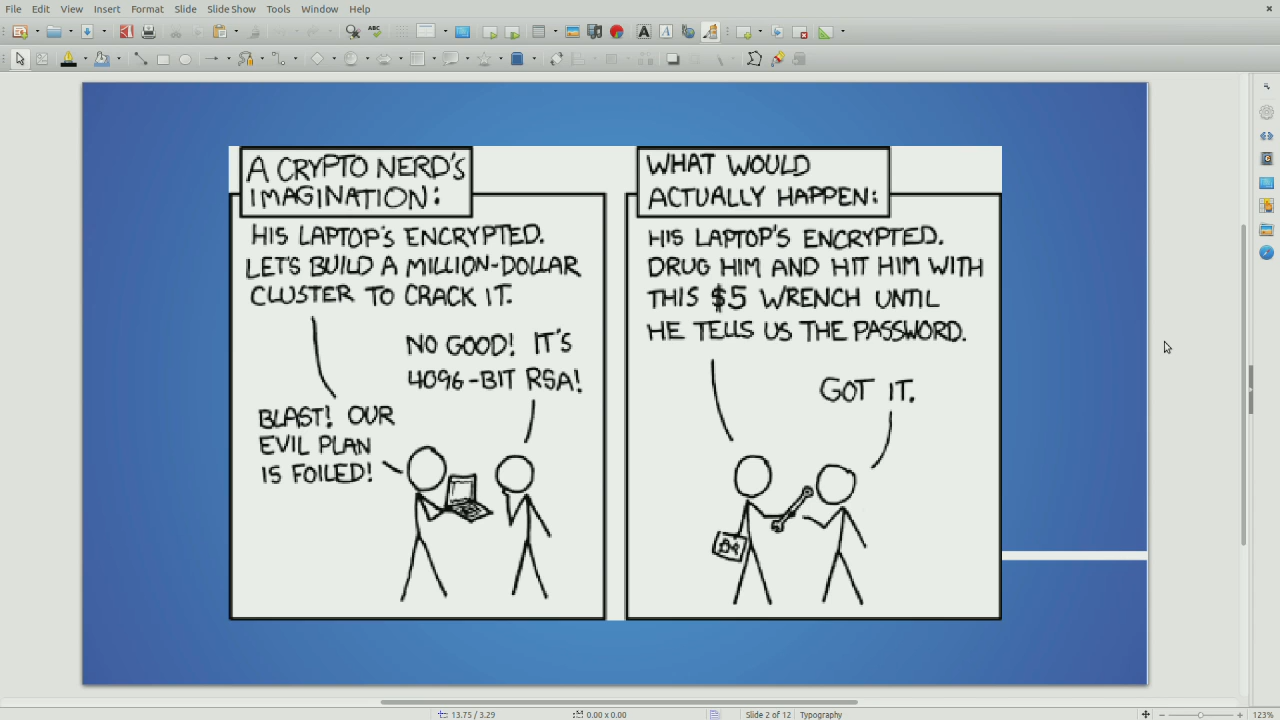 File Edit View Insert Format Slide Slide Show Tools Window Help
A CRYPTO NERD'S
IMAGINATION:
HIS LAPTOP'S ENCRYPTED.
LET'S BUILD A MILLION-DOLLAR
CLUSTER TO CRACK IT.
NO GOOD! IT'S
4096-BIT RSA!
BLAST! OUR
EVIL PLAN
IS FOILED!
WHAT WOULD
ACTUALLY HAPPEN:
HIS LAPTOP'S ENCRYPTED.
DRUG HIM AND HIT HIM WITH
THIS $5 WRENCH UNTIL
HE TELLS US THE PASSWORD.
GOT IT.
13.75 / 3.29 0.00 x 0.00 Slide 2 of 12 Typography 123%